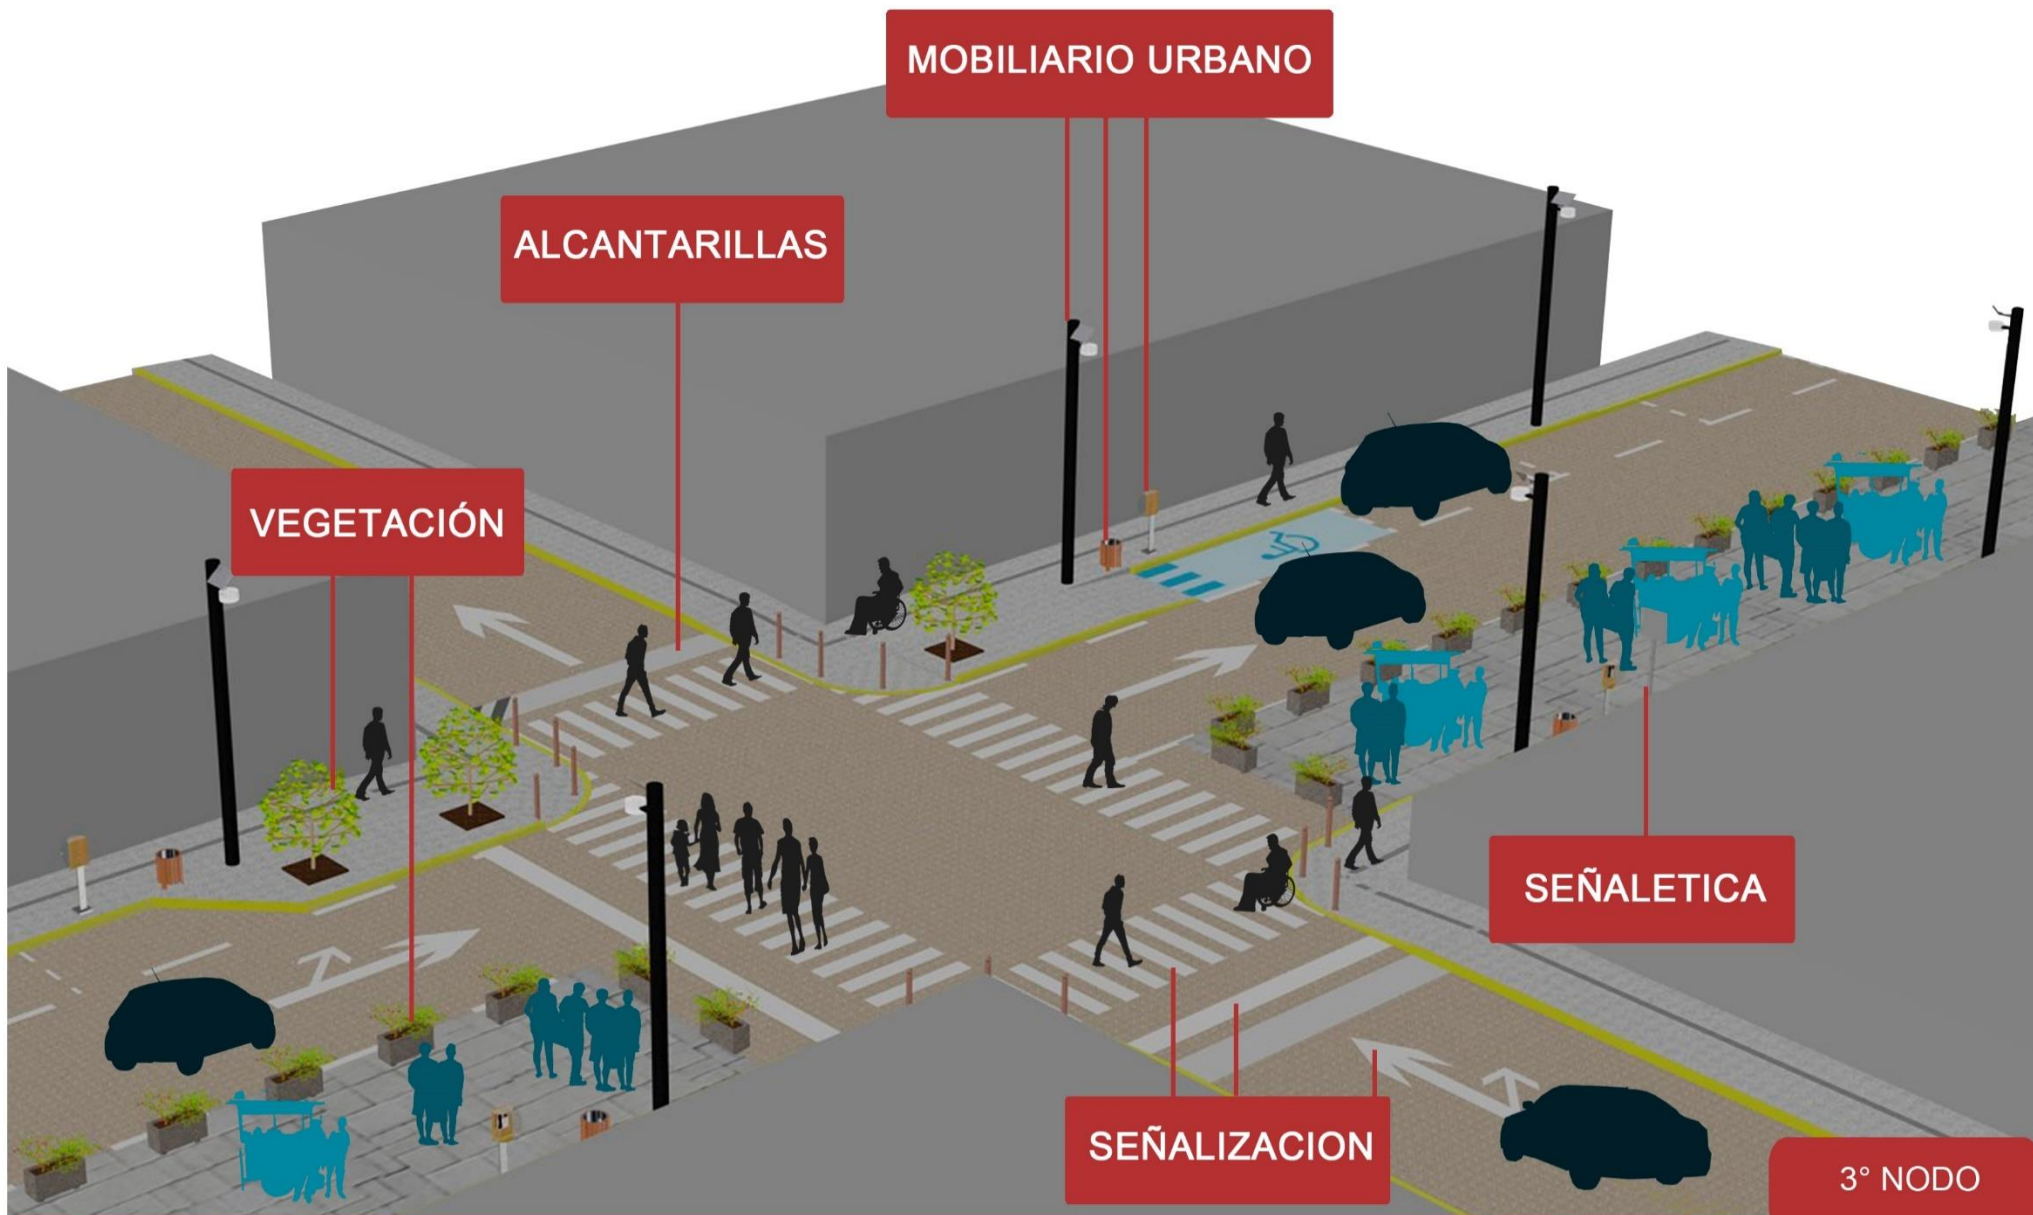 MOBILIARIO URBANO
ALCANTARILLAS
VEGETACIÓN
SEÑALETICA
SEÑALIZACION
3° NODO